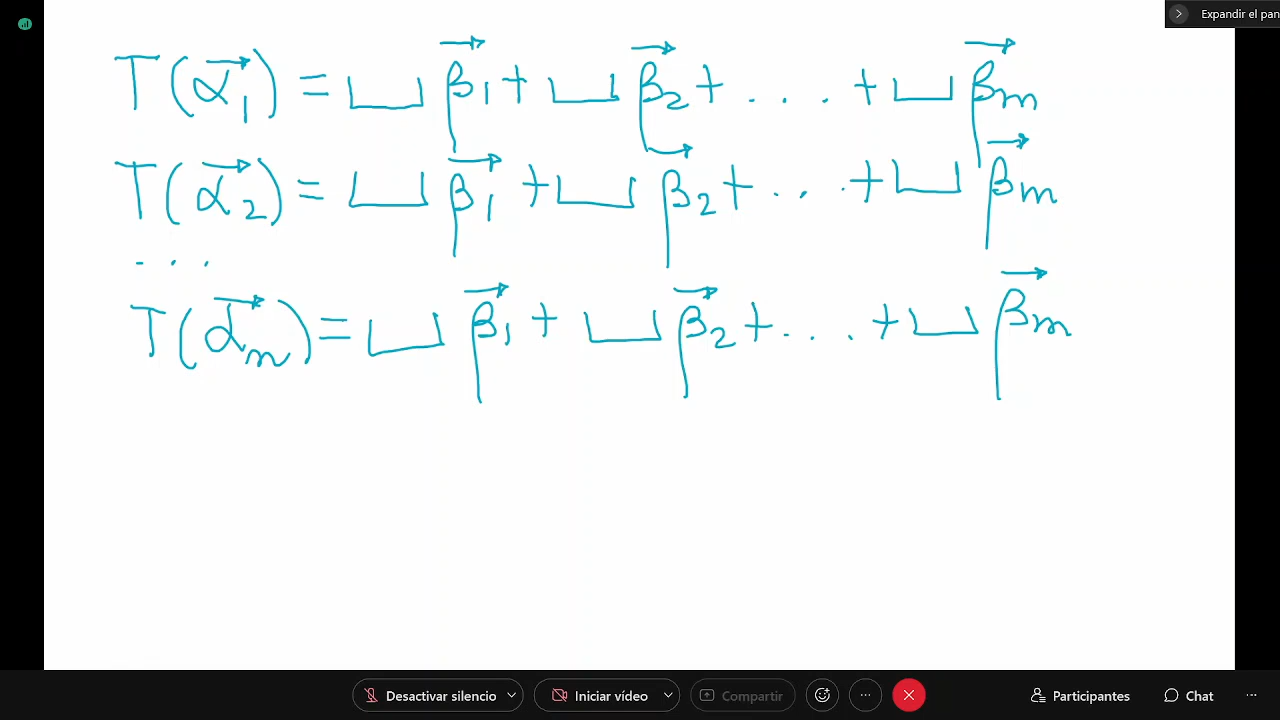 Expandir el pan
T(α⃗₁) = ⎵ β⃗₁ + ⎵ β⃗₂ + . . . + ⎵ β⃗ₘ
T(α⃗₂) = ⎵ β⃗₁ + ⎵ β⃗₂ + . . . + ⎵ β⃗ₘ
. . .
T(α⃗ₙ) = ⎵ β⃗₁ + ⎵ β⃗₂ + . . . + ⎵ β⃗ₘ
Desactivar silencio Iniciar vídeo Compartir ... Participantes Chat ...